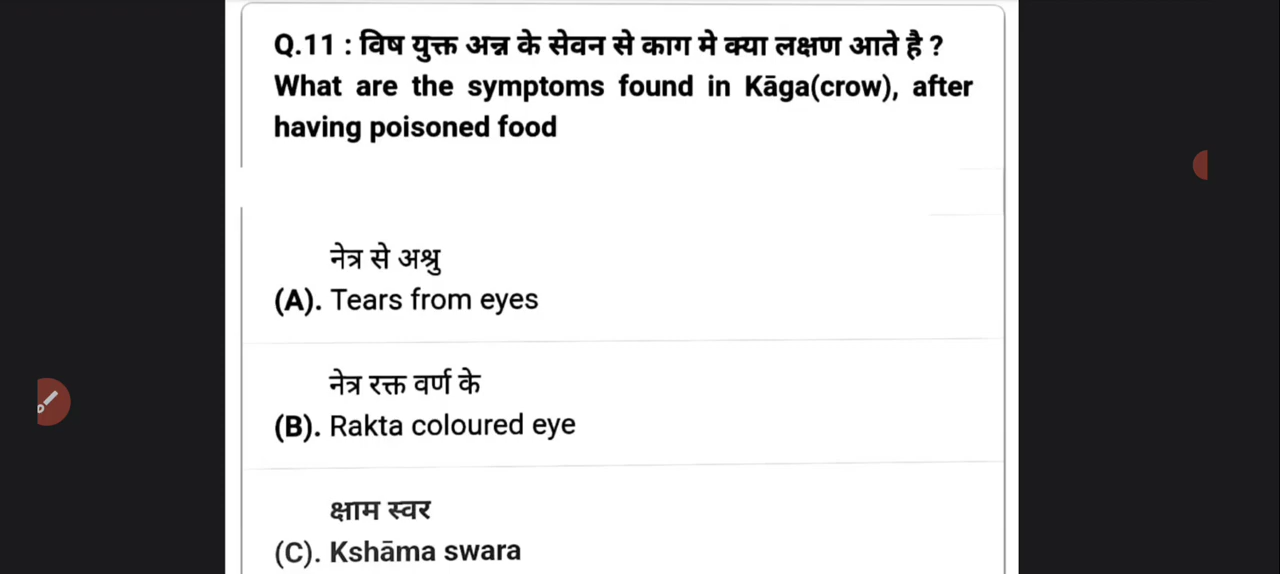 Q.11 : विष युक्त अन्न के सेवन से काग मे क्या लक्षण आते है ?
What are the symptoms found in Kāga(crow), after
having poisoned food
नेत्र से अश्रु
(A). Tears from eyes
नेत्र रक्त वर्ण के
(B). Rakta coloured eye
क्षाम स्वर
(C). Kshāma swara